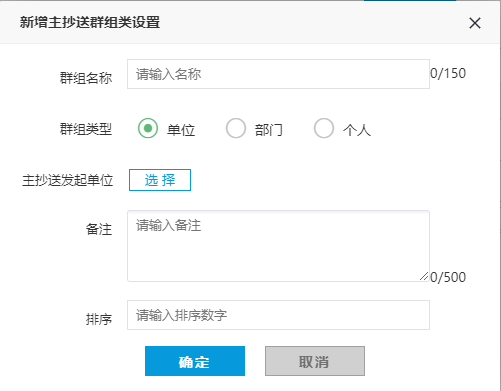 新增主抄送群组类设置
群组名称 请输入名称 0/150
群组类型 单位 部门 个人
主抄送发起单位 选择
备注 请输入备注
0/500
排序 请输入排序数字
确定 取消